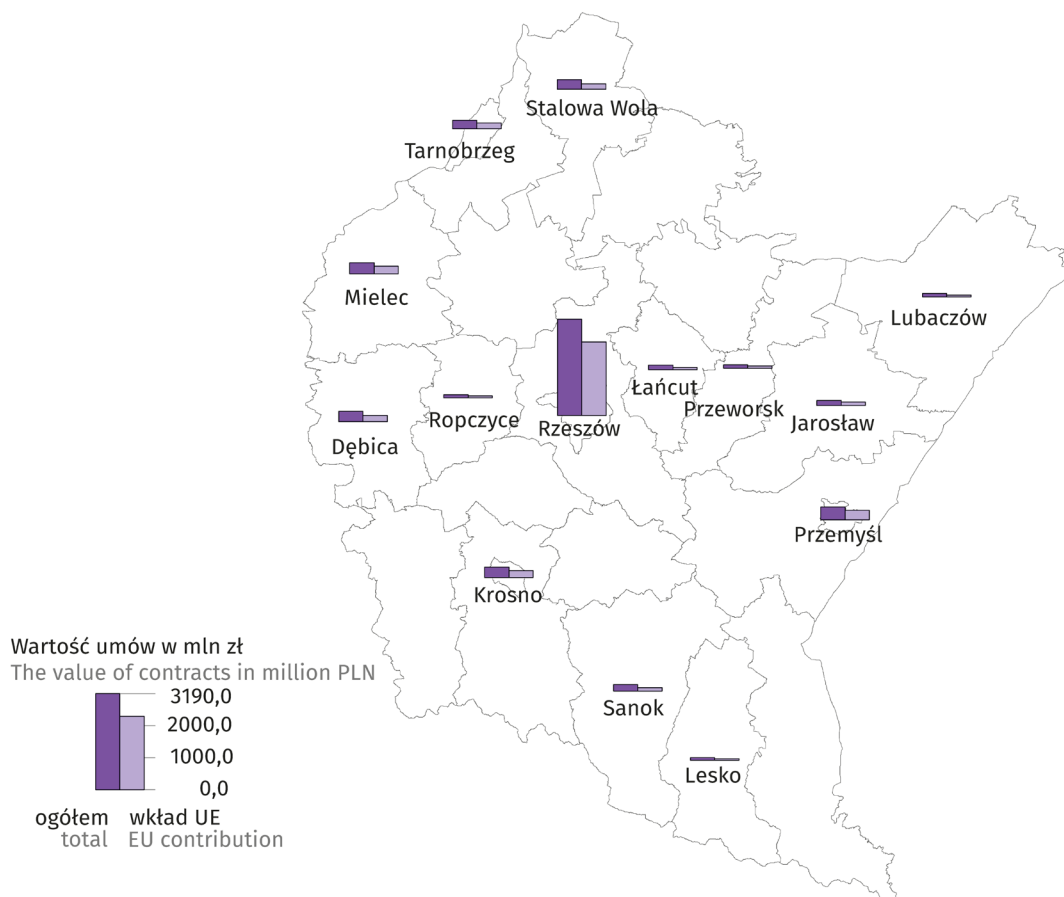 Stalowa Wola
Tarnobrzeg
Mielec
Lubaczów
Łańcut
Przeworsk
Ropczyce
Rzeszów
Jarosław
Dębica
Przemyśl
Krosno
Sanok
Lesko
Wartość umów w mln zł
The value of contracts in million PLN
3190,0
2000,0
1000,0
0,0
ogółem wkład UE
total EU contribution